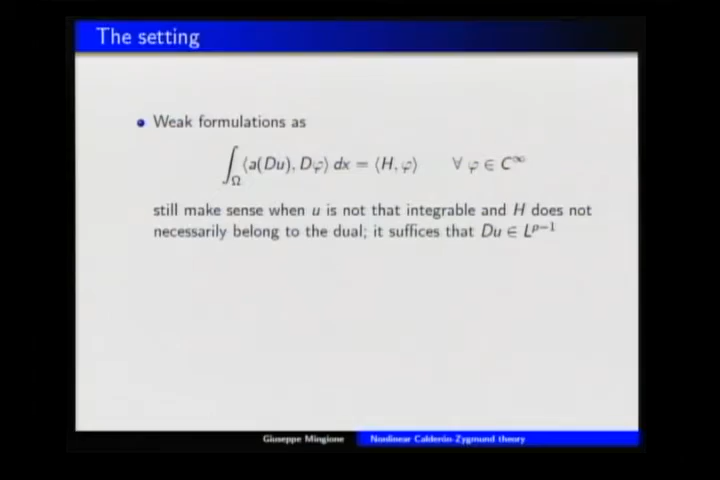 The setting
Weak formulations as
∫_Ω ⟨a(Du), Dφ⟩ dx = ⟨H, φ⟩ ∀ φ ∈ C^∞
still make sense when u is not that integrable and H does not
necessarily belong to the dual; it suffices that Du ∈ L^{p−1}
Giuseppe Mingione Nonlinear Calderón-Zygmund theory